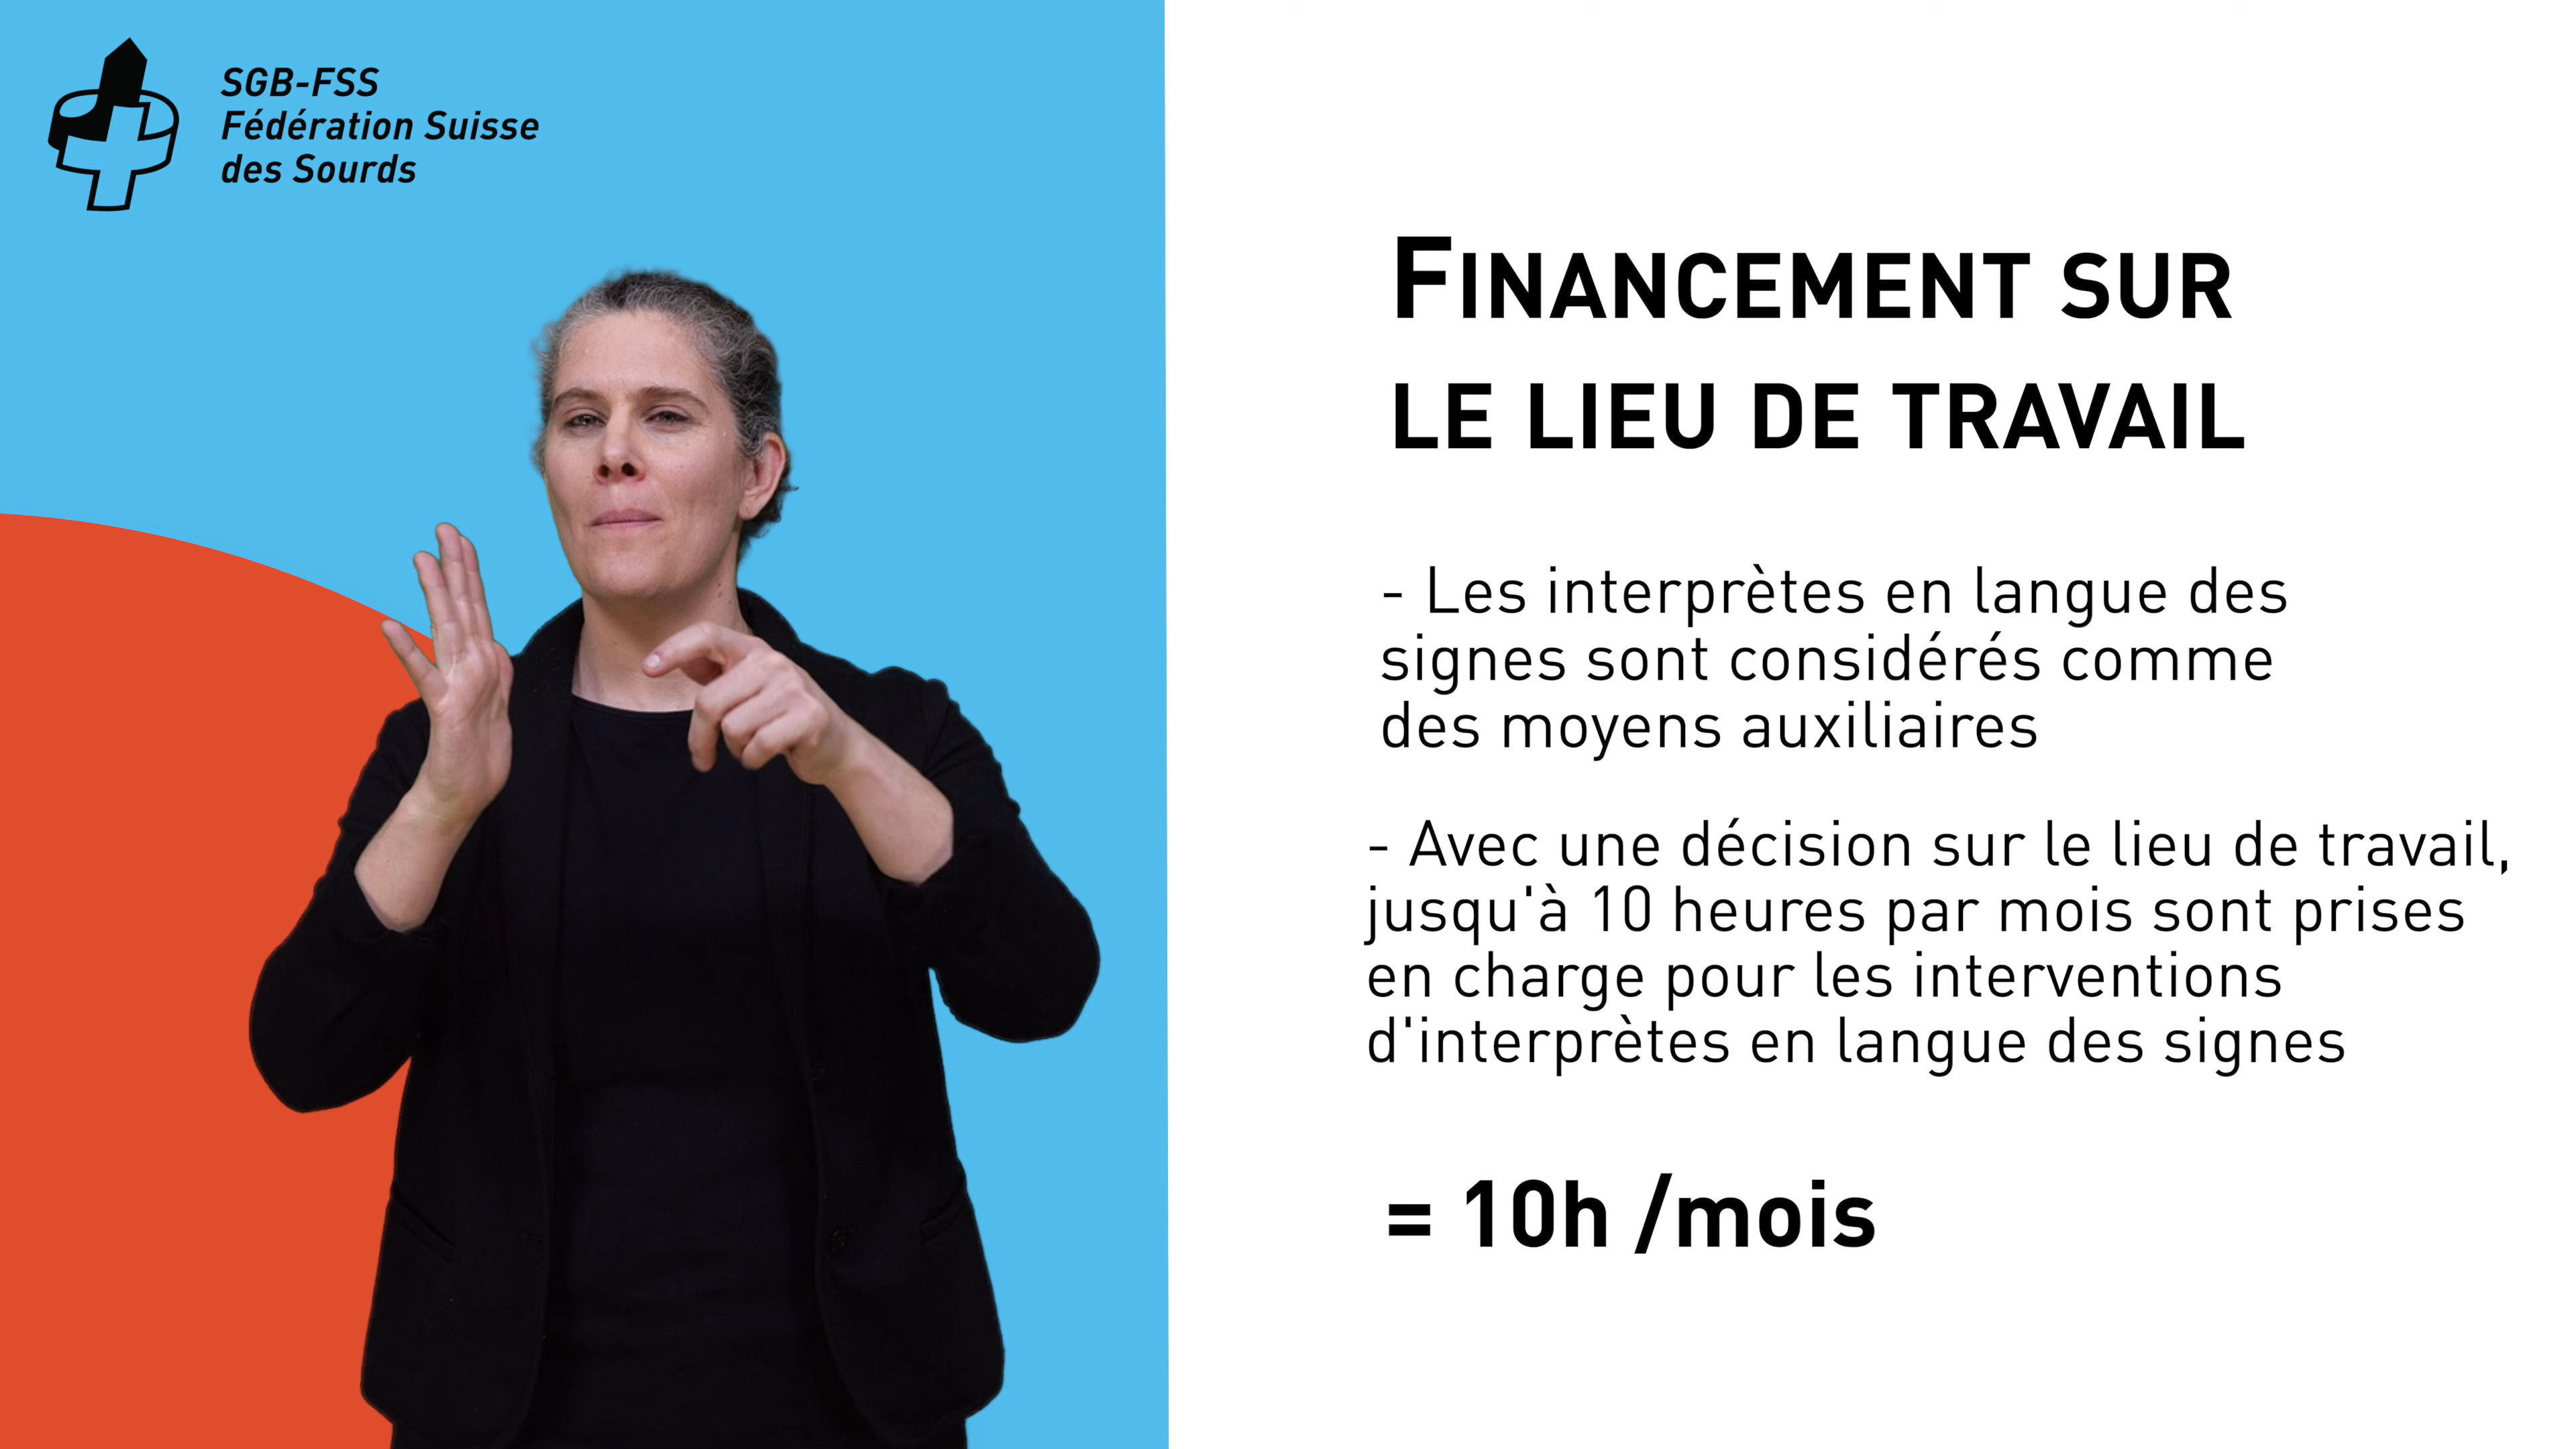 SGB-FSS
Fédération Suisse
des Sourds
FINANCEMENT SUR
LE LIEU DE TRAVAIL
- Les interprètes en langue des
signes sont considérés comme
des moyens auxiliaires
- Avec une décision sur le lieu de travail,
jusqu'à 10 heures par mois sont prises
en charge pour les interventions
d'interprètes en langue des signes
= 10h /mois